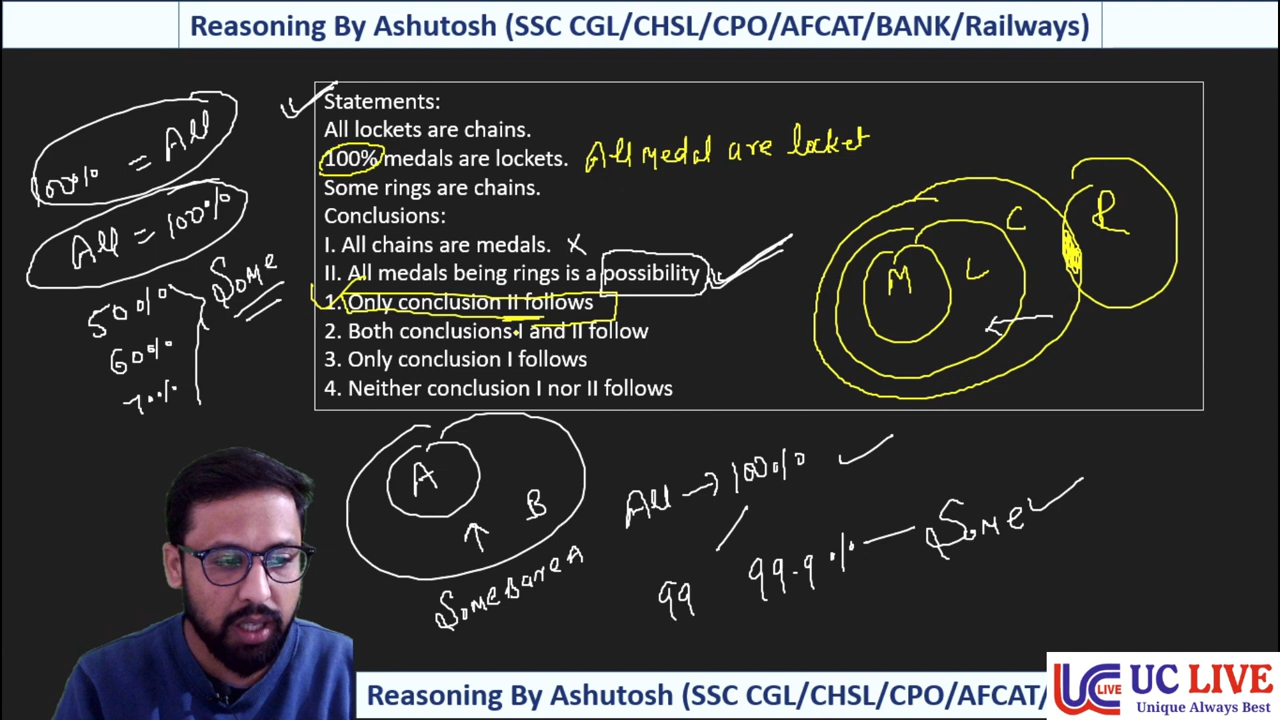 Reasoning By Ashutosh (SSC CGL/CHSL/CPO/AFCAT/BANK/Railways)
100% = All
All = 100%
50%
60%
70%
Some
Statements:
All lockets are chains.
100% medals are lockets. All medal are locket
Some rings are chains.
Conclusions:
I. All chains are medals. X
II. All medals being rings is a possibility
1. Only conclusion II follows
2. Both conclusions I and II follow
3. Only conclusion I follows
4. Neither conclusion I nor II follows
M L C R
A B
Some B are A
All → 100%
99 99.9% — Some
Reasoning By Ashutosh (SSC CGL/CHSL/CPO/AFCAT/
UC LIVE
UC LIVE
Unique Always Best